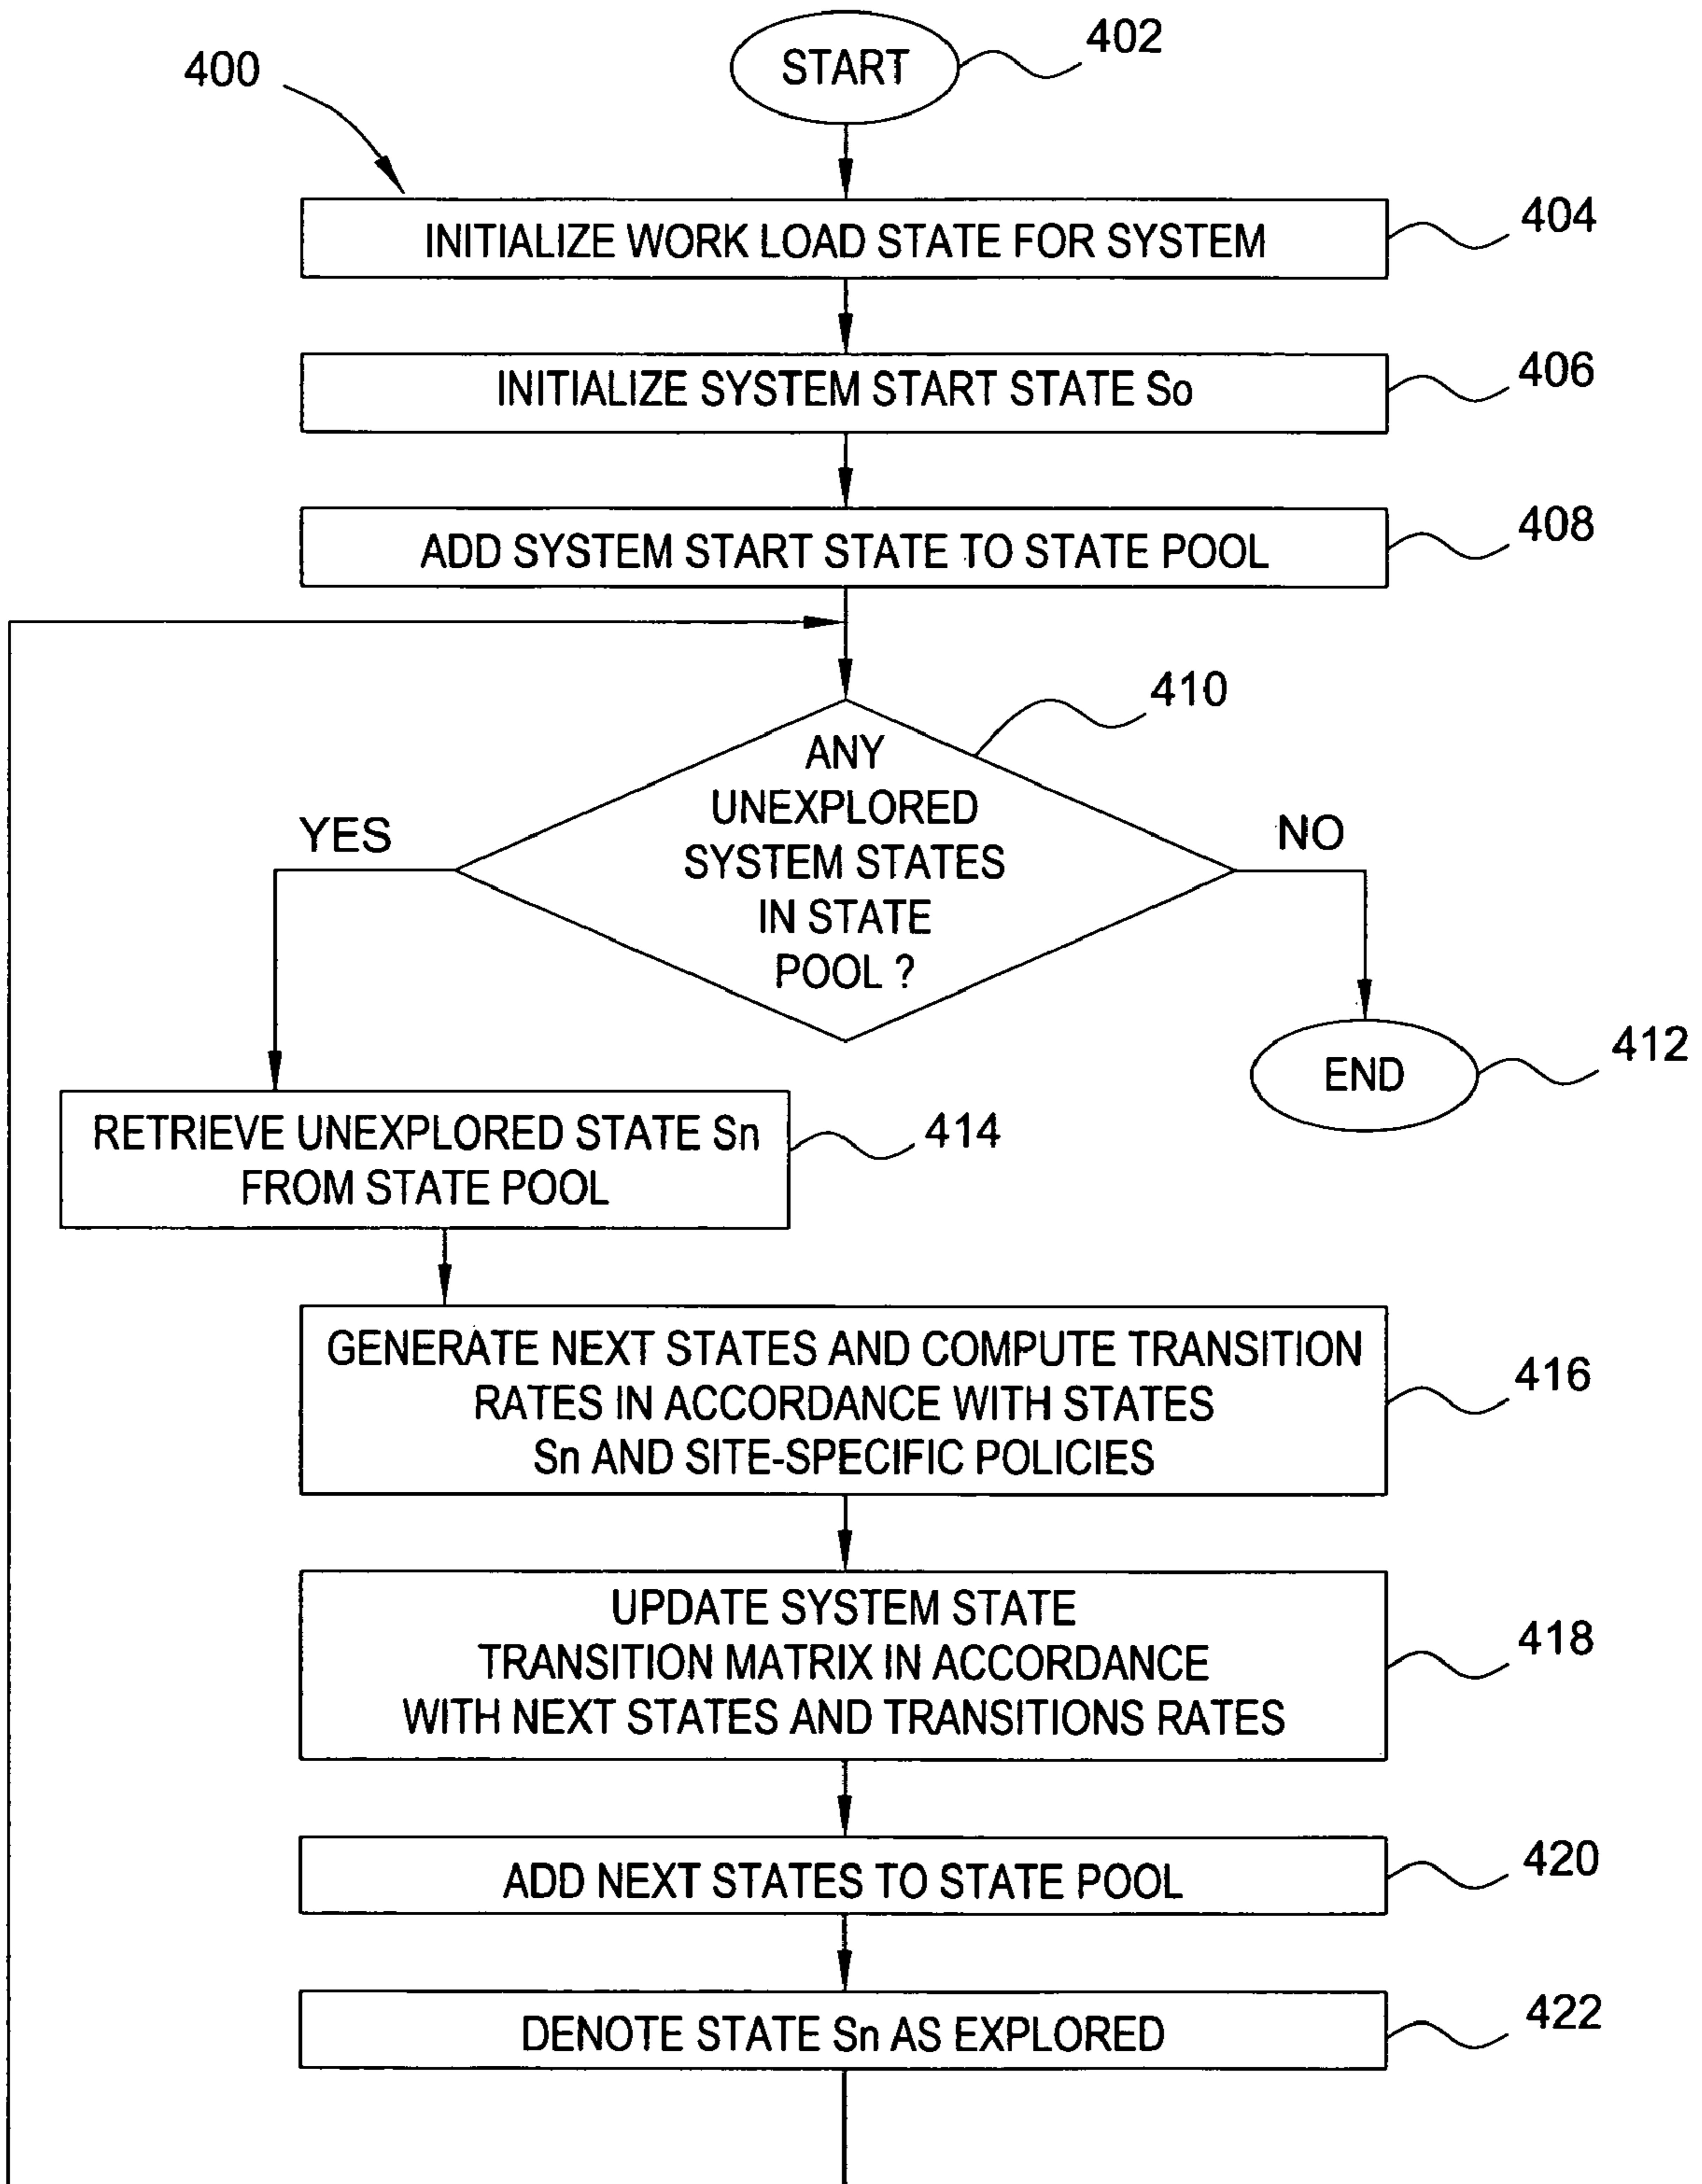 START
402
400
INITIALIZE WORK LOAD STATE FOR SYSTEM
404
INITIALIZE SYSTEM START STATE So
406
ADD SYSTEM START STATE TO STATE POOL
408
410
ANY
UNEXPLORED
SYSTEM STATES
IN STATE
POOL ?
YES
NO
END
412
RETRIEVE UNEXPLORED STATE Sn
FROM STATE POOL
414
GENERATE NEXT STATES AND COMPUTE TRANSITION
RATES IN ACCORDANCE WITH STATES
Sn AND SITE-SPECIFIC POLICIES
416
UPDATE SYSTEM STATE
TRANSITION MATRIX IN ACCORDANCE
WITH NEXT STATES AND TRANSITIONS RATES
418
ADD NEXT STATES TO STATE POOL
420
DENOTE STATE Sn AS EXPLORED
422